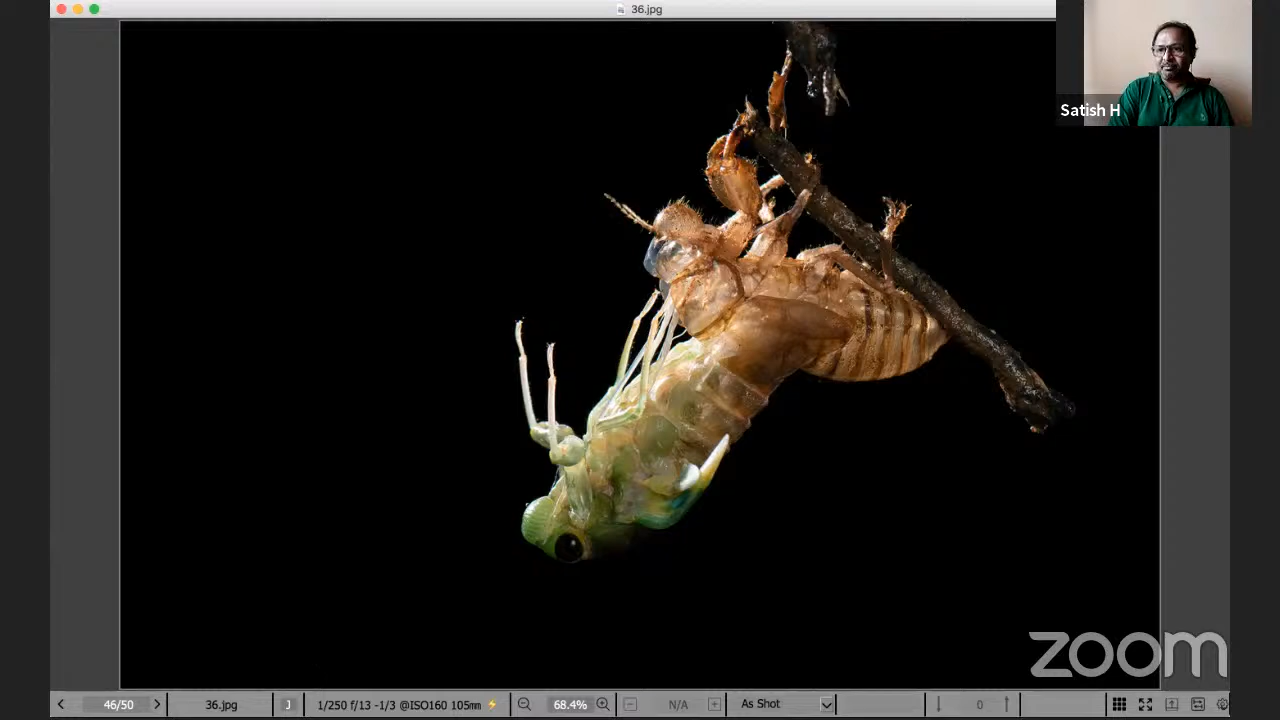 36.jpg
Satish H
zoom
46/50
36.jpg
J
1/250 f/13 -1/3 @ISO160 105mm
68.4%
N/A
As Shot
0